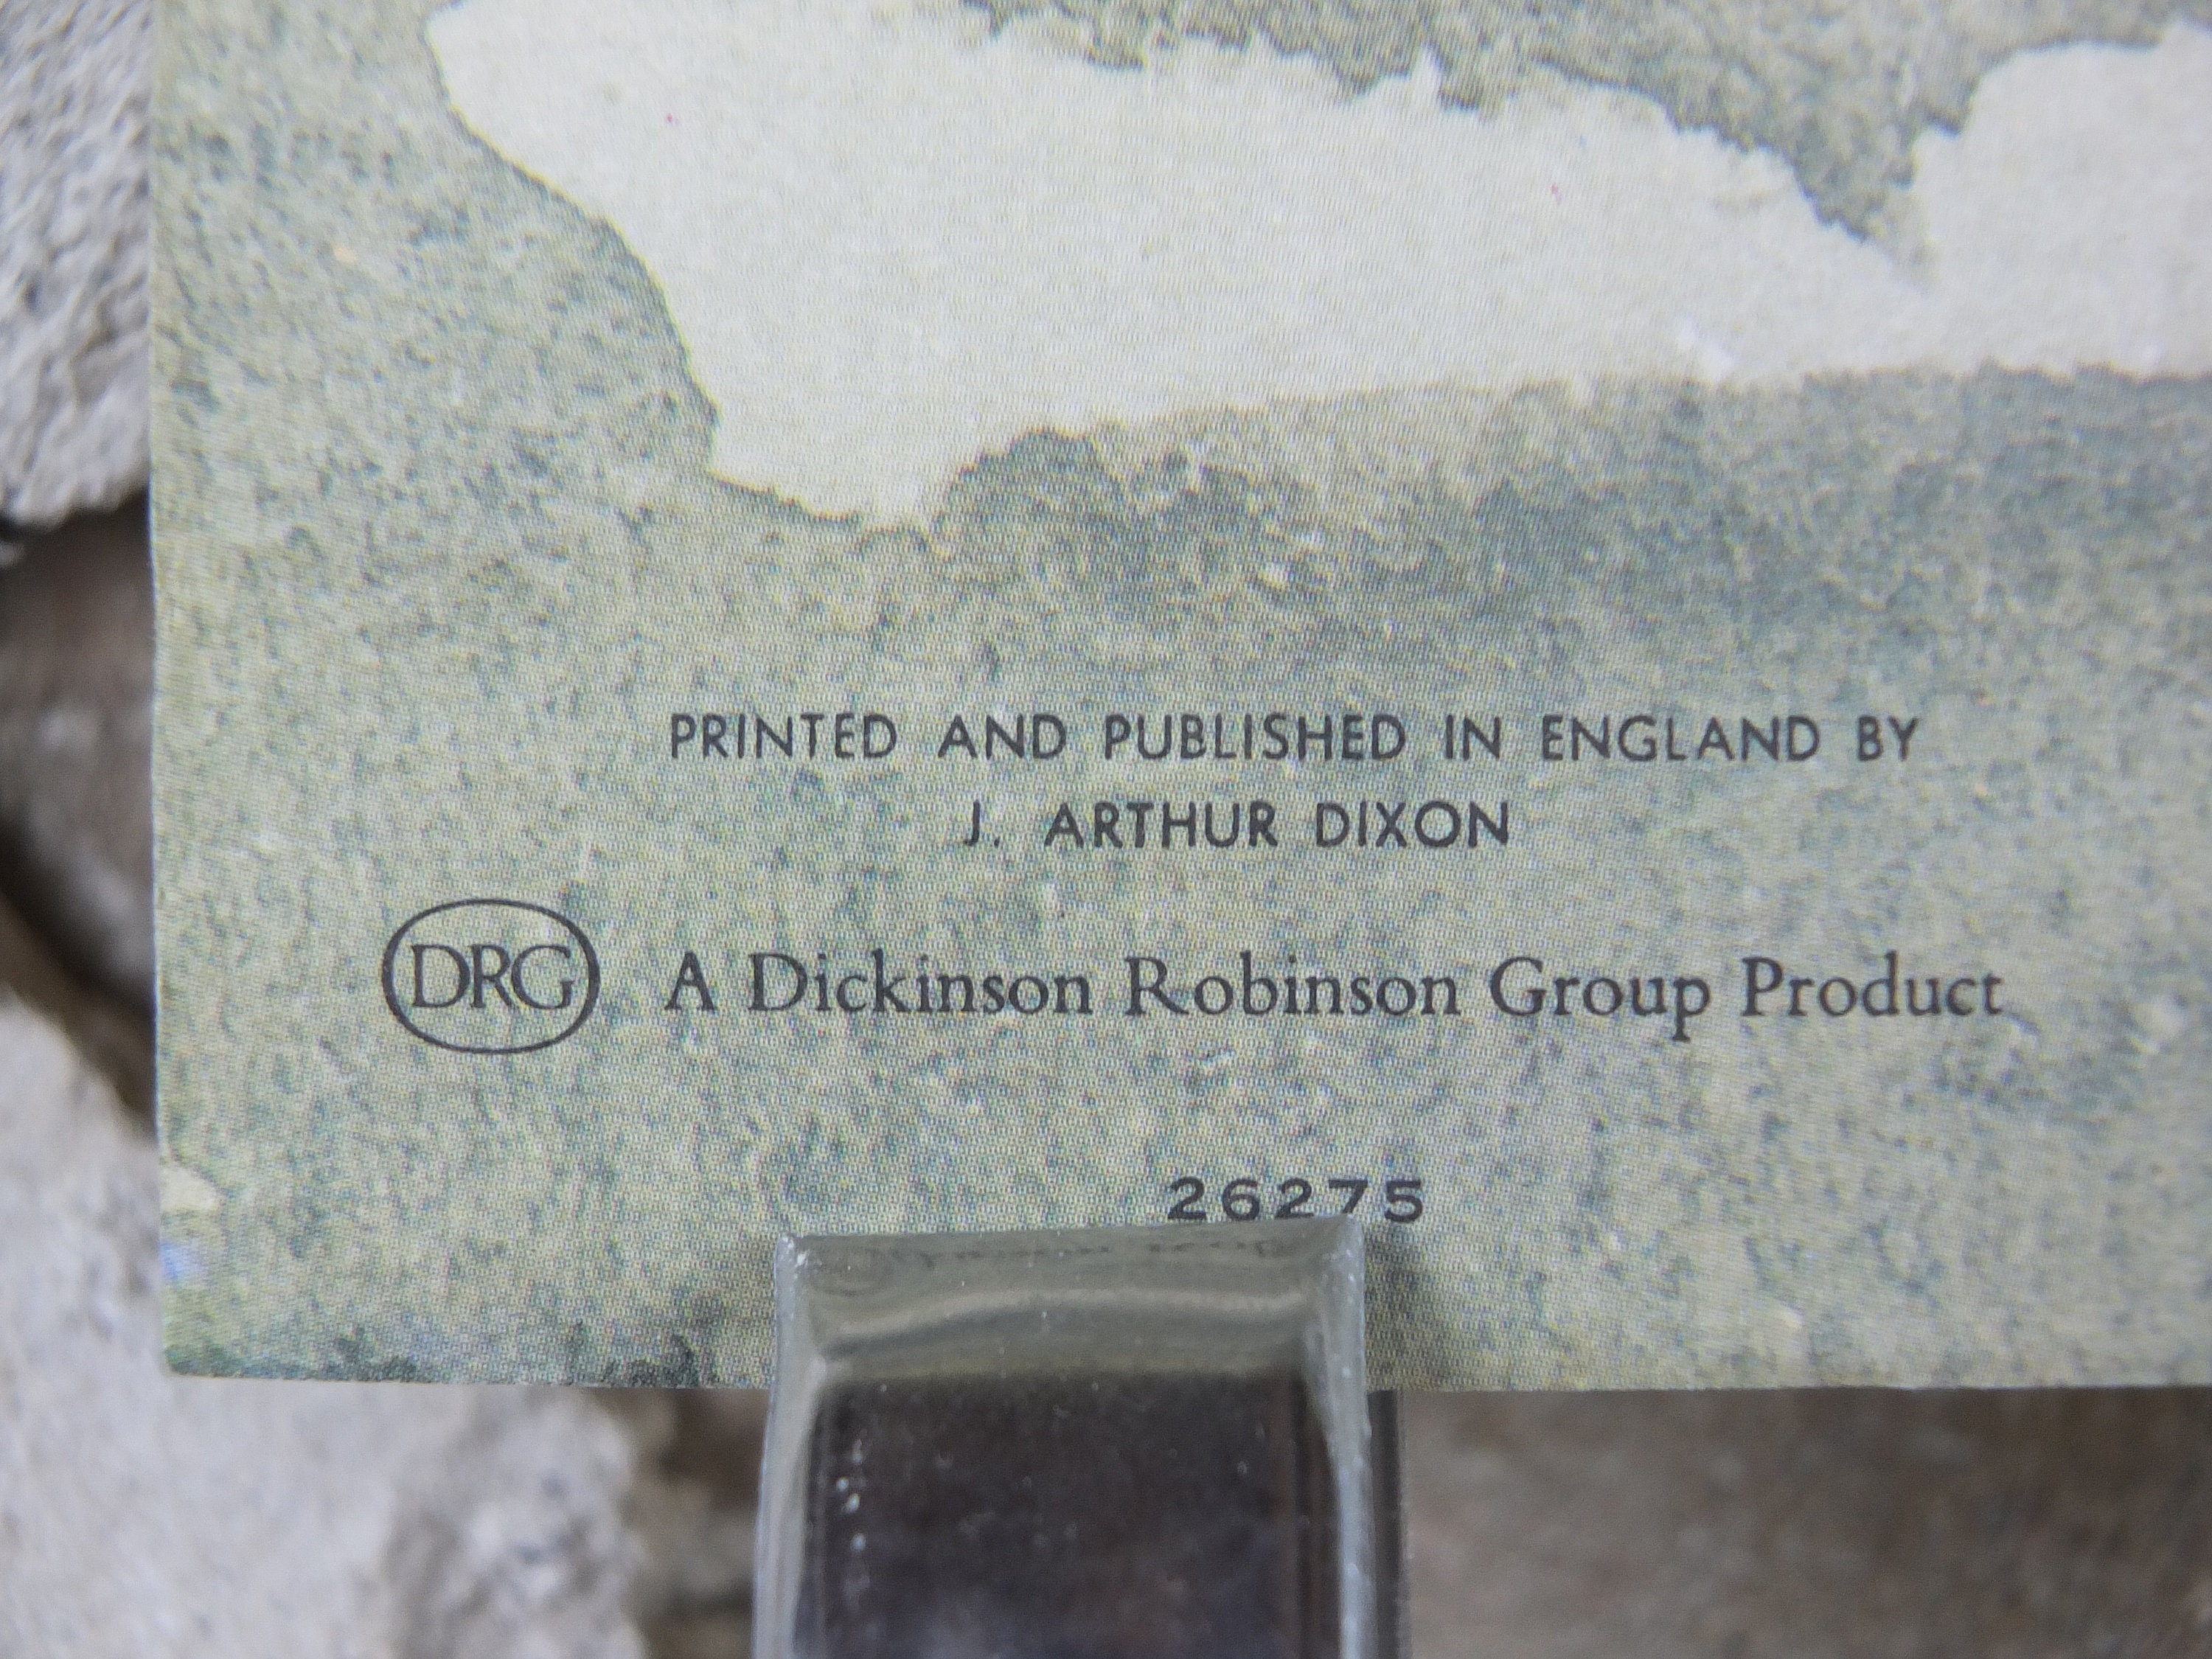 PRINTED AND PUBLISHED IN ENGLAND BY
J. ARTHUR DIXON
DRG A Dickinson Robinson Group Product
26275